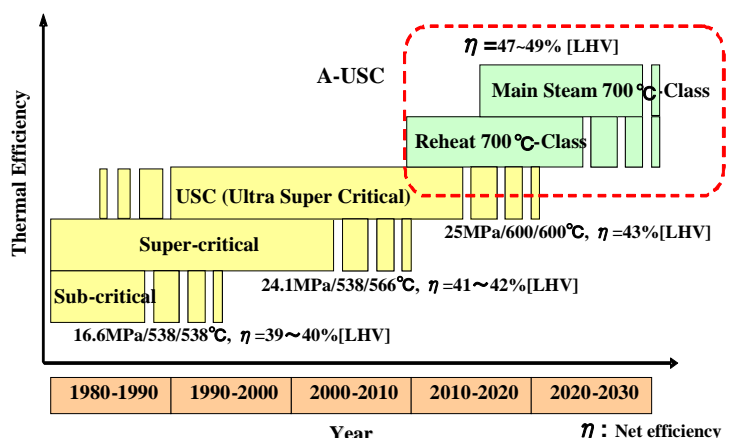 η =47~49% [LHV]
A-USC
Main Steam 700℃-Class
Reheat 700℃-Class
USC (Ultra Super Critical)
25MPa/600/600℃, η =43%[LHV]
Super-critical
24.1MPa/538/566℃, η =41～42%[LHV]
Sub-critical
16.6MPa/538/538℃, η =39～40%[LHV]
Thermal Efficiency
1980-1990 1990-2000 2000-2010 2010-2020 2020-2030
Year
η : Net efficiency